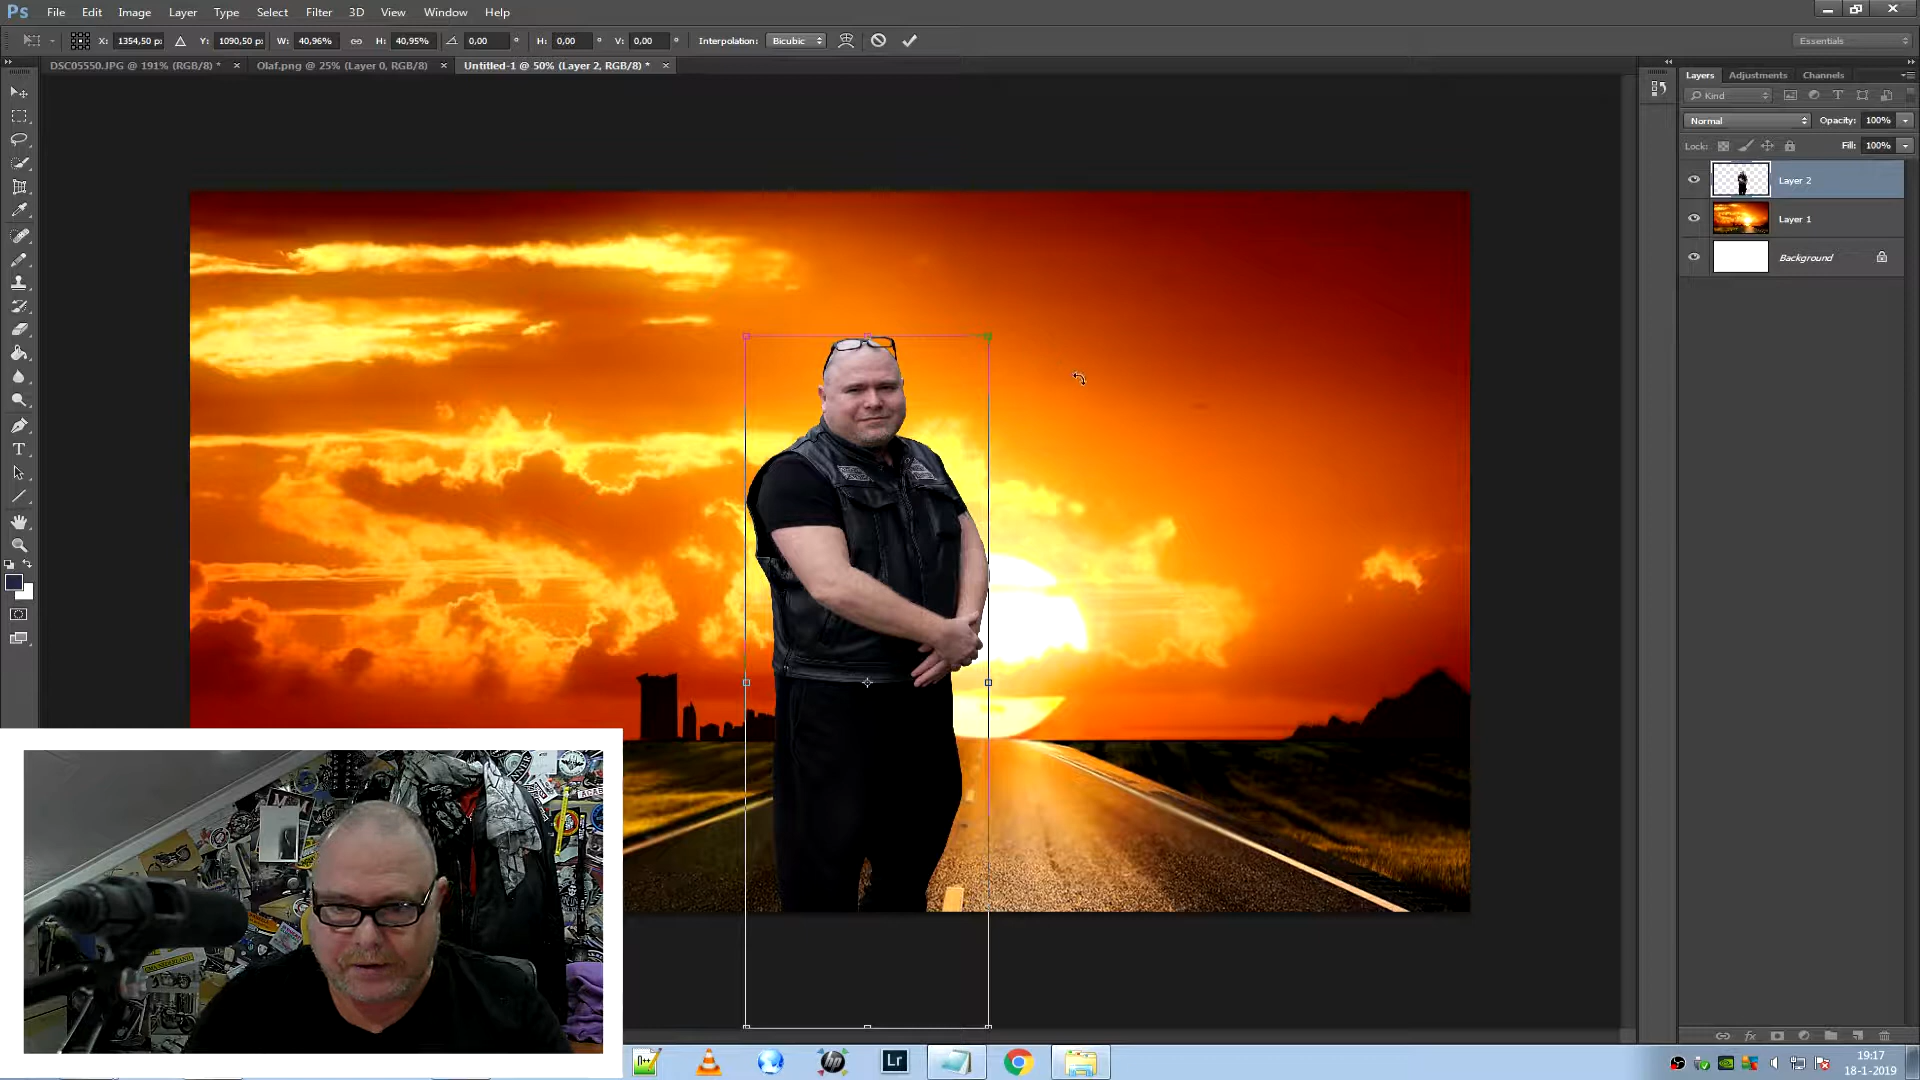 Ps File Edit Image Layer Type Select Filter 3D View Window Help
X: 1354,50 px Y: 1090,50 px W: 40,96% H: 40,95% 0,00 ° H: 0,00 ° V: 0,00 ° Interpolation: Bicubic Essentials
DSC05550.JPG @ 191% (RGB/8) * × Olaf.png @ 25% (Layer 0, RGB/8) × Untitled-1 @ 50% (Layer 2, RGB/8) * ×
Layers Adjustments Channels
Kind
Normal Opacity: 100%
Lock: Fill: 100%
Layer 2
Layer 1
Background
T
hp
Lr
19:17
18-1-2019